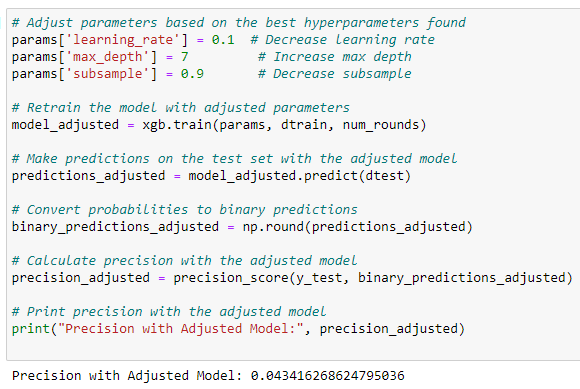 # Adjust parameters based on the best hyperparameters found
params['learning_rate'] = 0.1  # Decrease learning rate
params['max_depth'] = 7         # Increase max depth
params['subsample'] = 0.9       # Decrease subsample
# Retrain the model with adjusted parameters
model_adjusted = xgb.train(params, dtrain, num_rounds)
# Make predictions on the test set with the adjusted model
predictions_adjusted = model_adjusted.predict(dtest)
# Convert probabilities to binary predictions
binary_predictions_adjusted = np.round(predictions_adjusted)
# Calculate precision with the adjusted model
precision_adjusted = precision_score(y_test, binary_predictions_adjusted)
# Print precision with the adjusted model
print("Precision with Adjusted Model:", precision_adjusted)
Precision with Adjusted Model: 0.043416268624795036